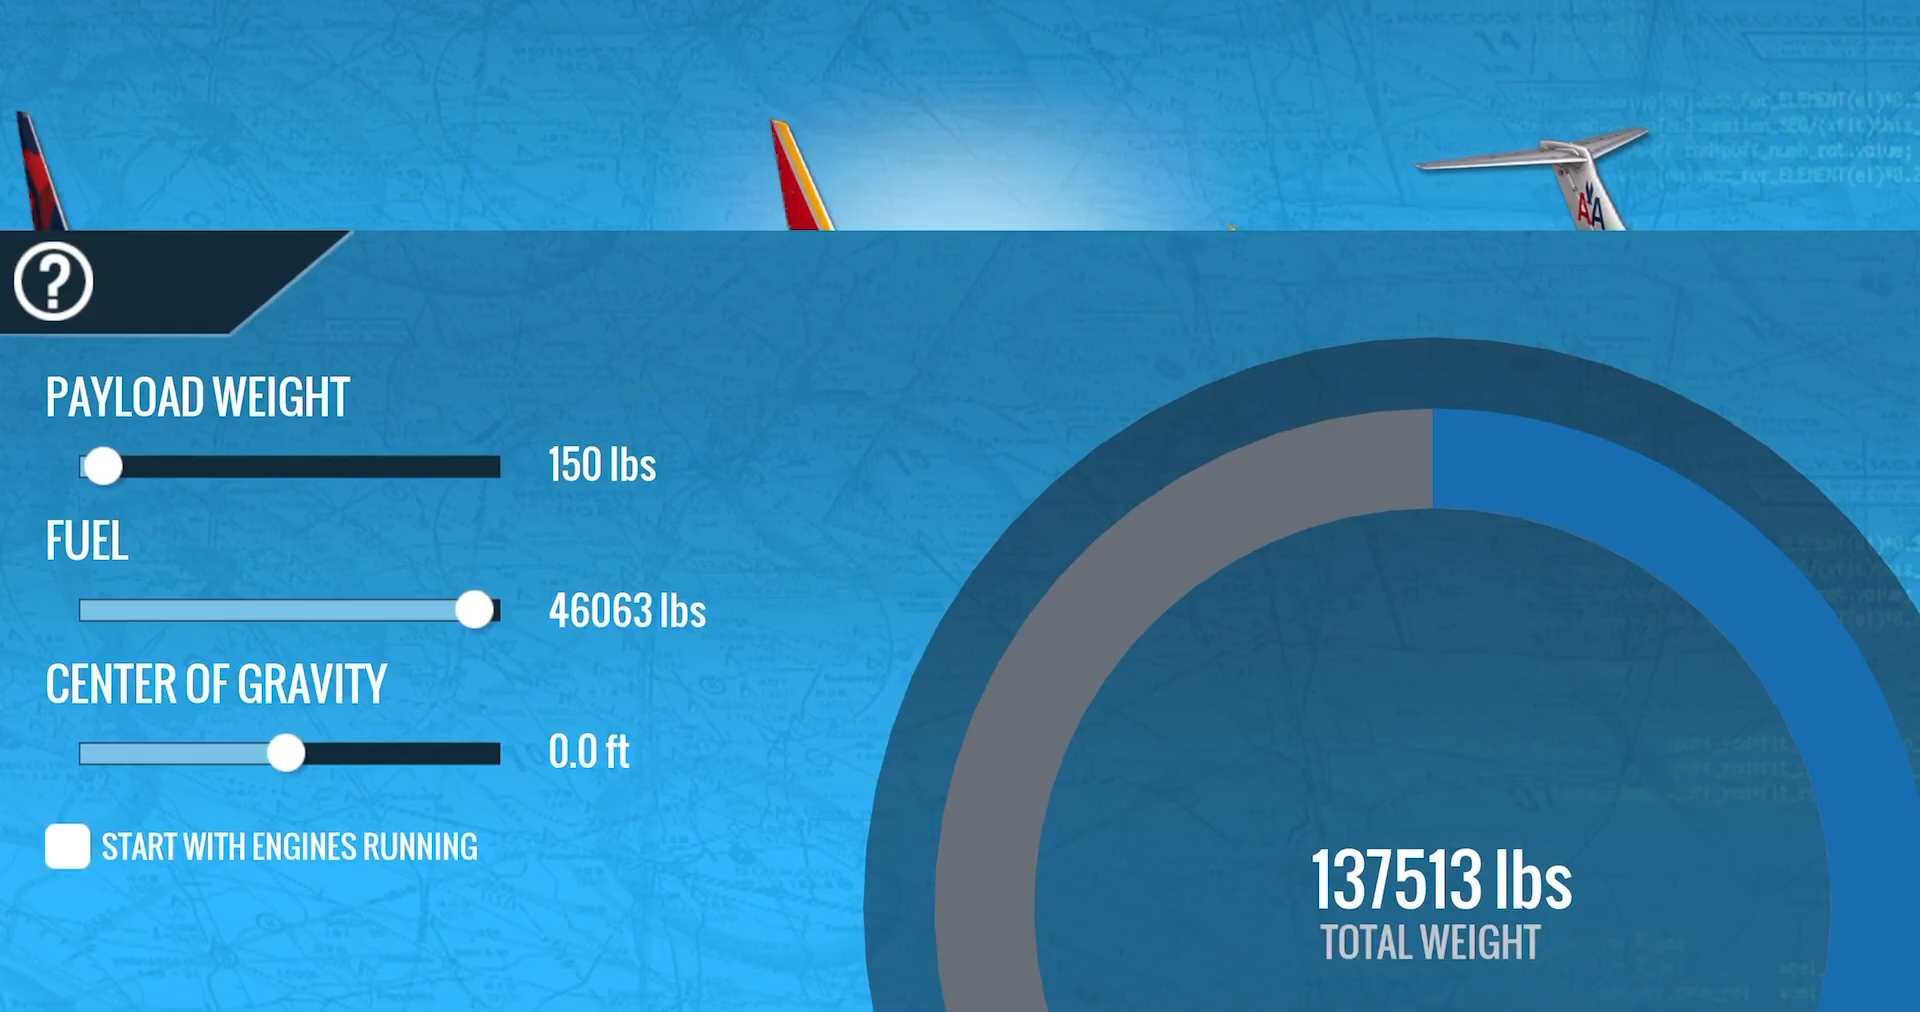 AA
?
PAYLOAD WEIGHT
150 lbs
FUEL
46063 lbs
CENTER OF GRAVITY
0.0 ft
START WITH ENGINES RUNNING
137513 lbs
TOTAL WEIGHT